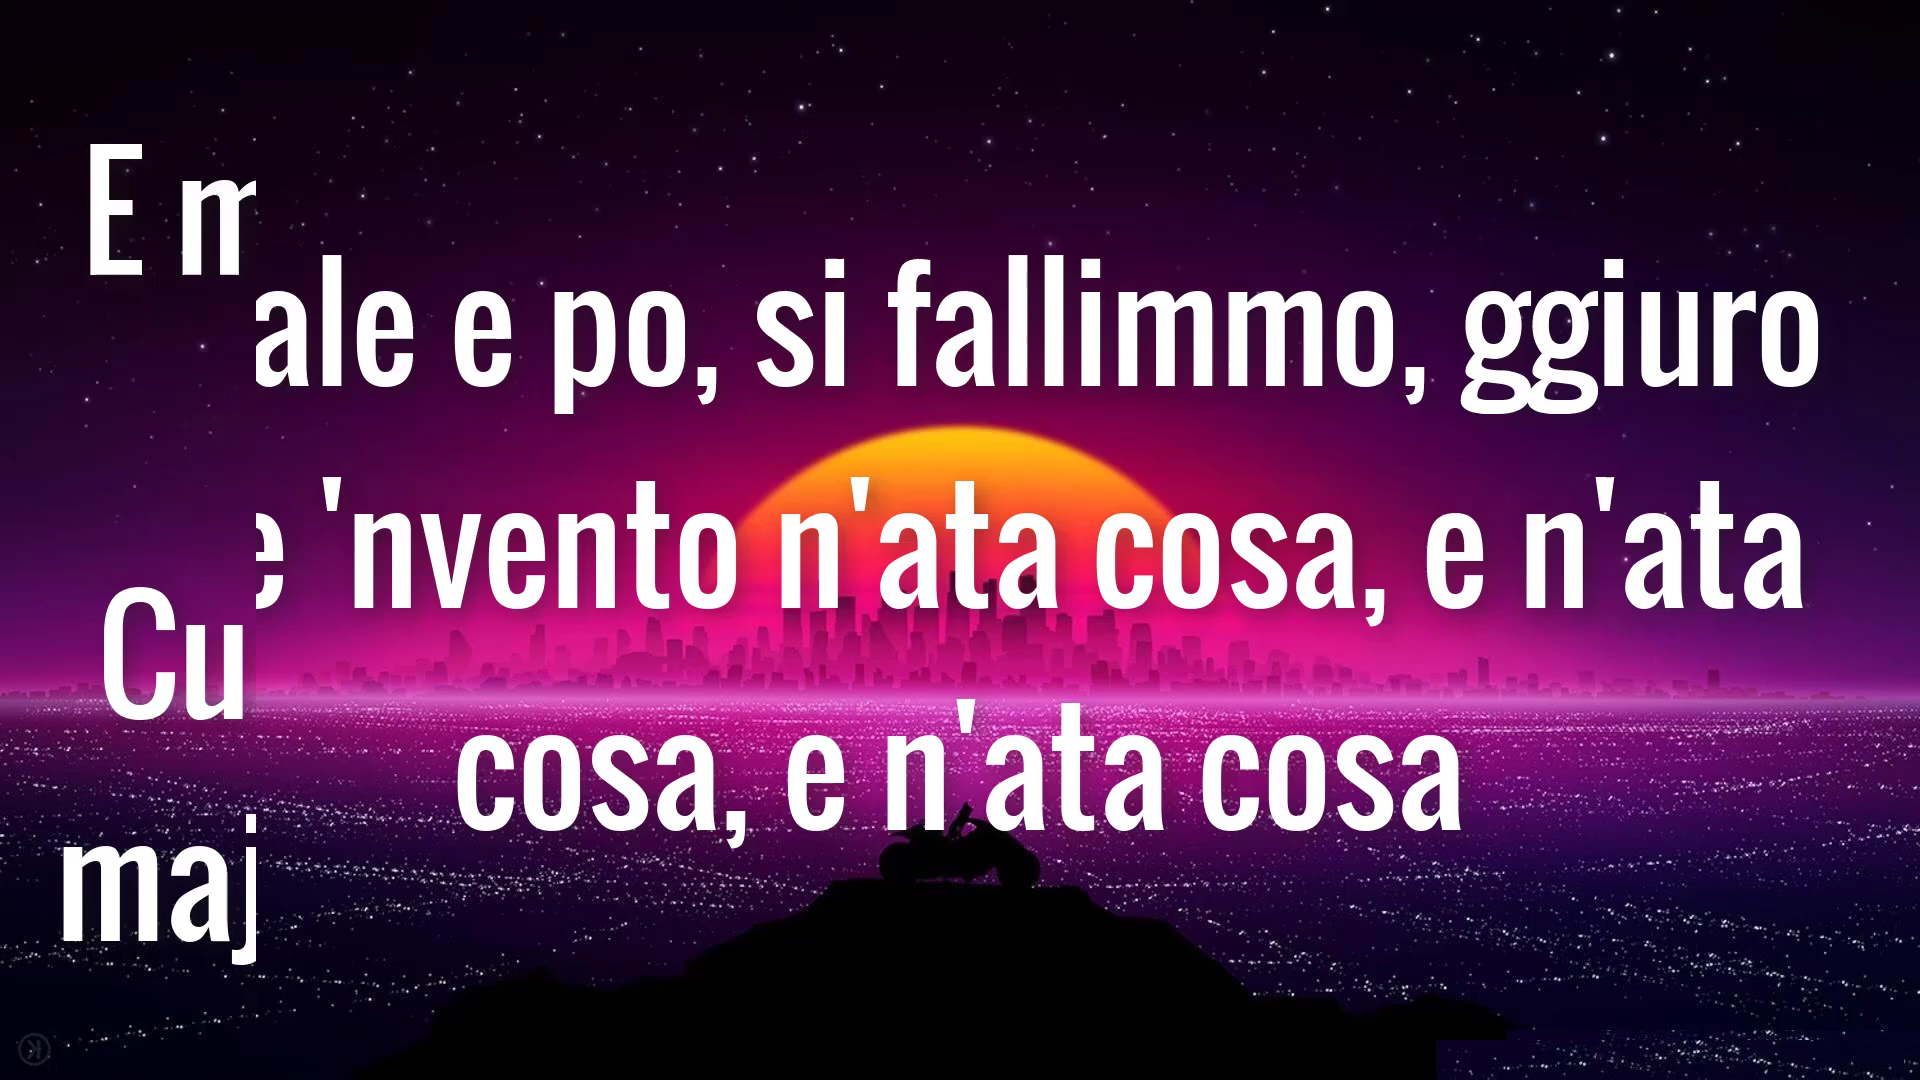 E m
ale e po, si fallimmo, ggiuro
e 'nvento n'ata cosa, e n'ata
Cu
cosa, e n'ata cosa
maj